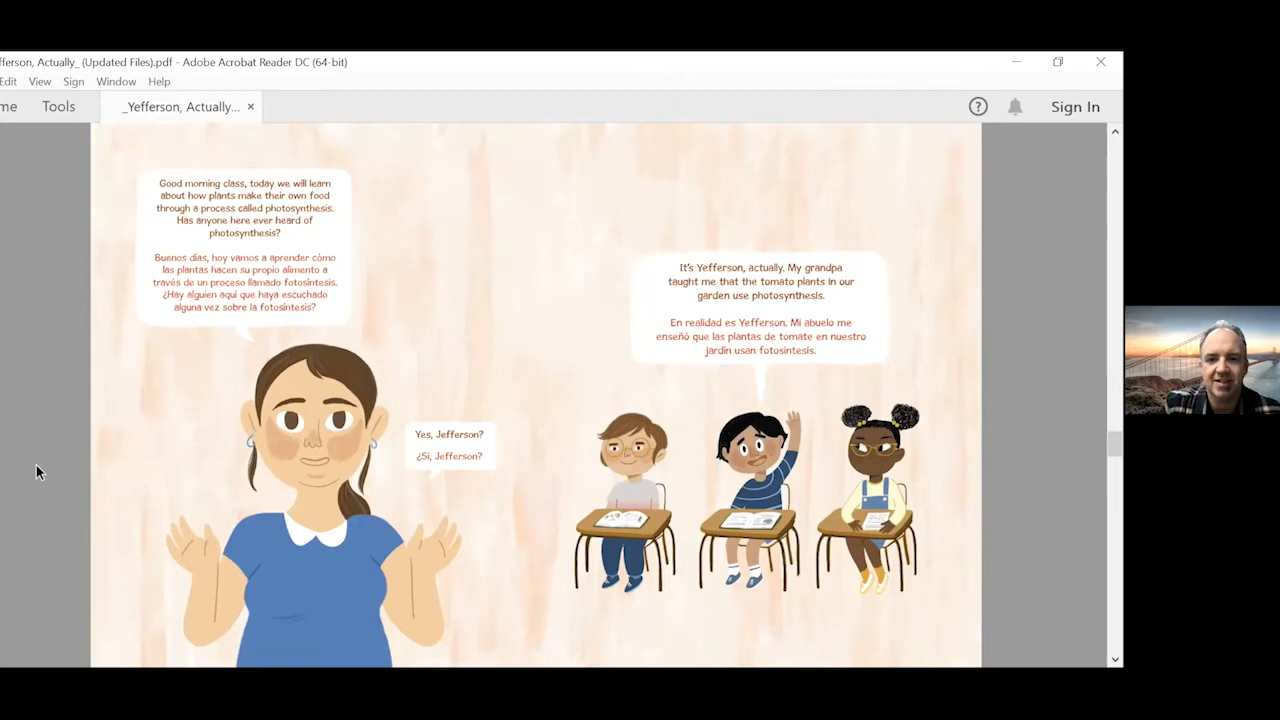 fferson, Actually_ (Updated Files).pdf - Adobe Acrobat Reader DC (64-bit)
Edit View Sign Window Help
me Tools _Yefferson, Actually... × ? Sign In
Good morning class, today we will learn
about how plants make their own food
through a process called photosynthesis.
Has anyone here ever heard of
photosynthesis?
Buenos días, hoy vamos a aprender cómo
las plantas hacen su propio alimento a
través de un proceso llamado fotosíntesis.
¿Hay alguien aquí que haya escuchado
alguna vez sobre la fotosíntesis?
Yes, Jefferson?
¿Si, Jefferson?
It's Yefferson, actually. My grandpa
taught me that the tomato plants in our
garden use photosynthesis.
En realidad es Yefferson. Mi abuelo me
enseñó que las plantas de tomate en nuestro
jardín usan fotosíntesis.